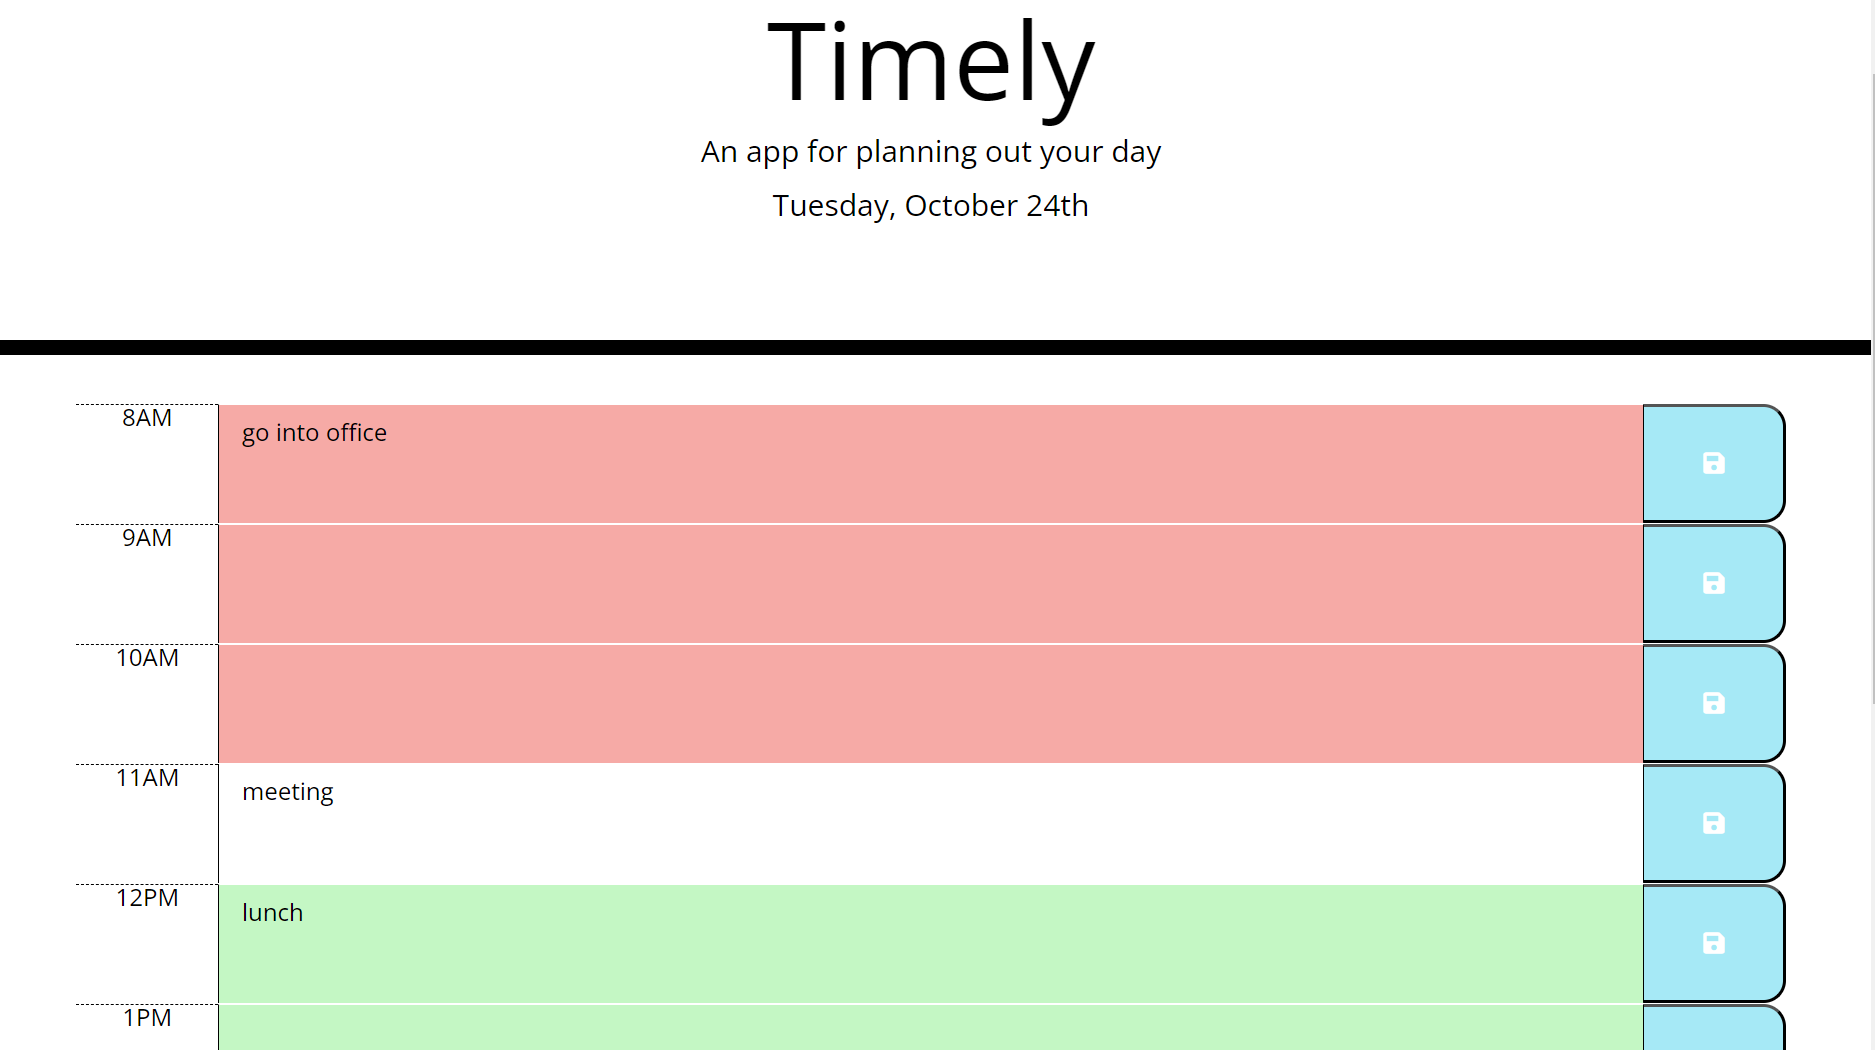 Timely
An app for planning out your day
Tuesday, October 24th
8AM
go into office
9AM
10AM
11AM
meeting
12PM
lunch
1PM